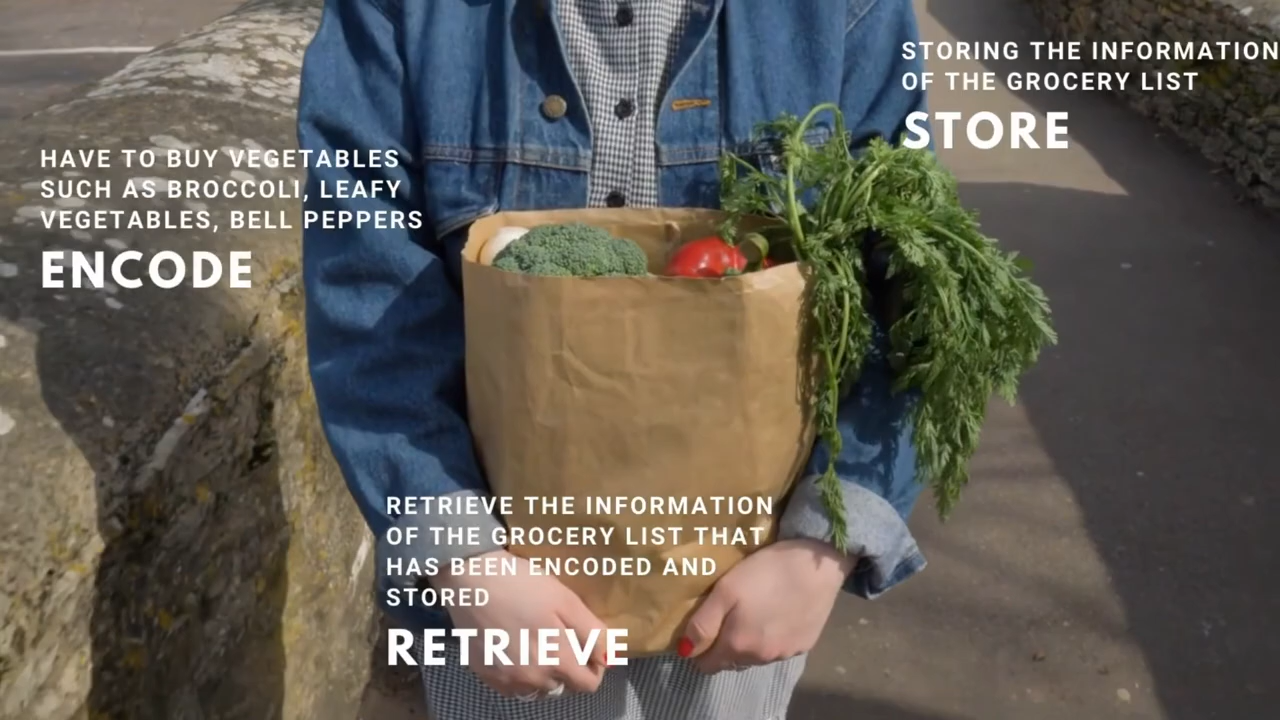 HAVE TO BUY VEGETABLES
SUCH AS BROCCOLI, LEAFY
VEGETABLES, BELL PEPPERS
ENCODE
STORING THE INFORMATION
OF THE GROCERY LIST
STORE
RETRIEVE THE INFORMATION
OF THE GROCERY LIST THAT
HAS BEEN ENCODED AND
STORED
RETRIEVE